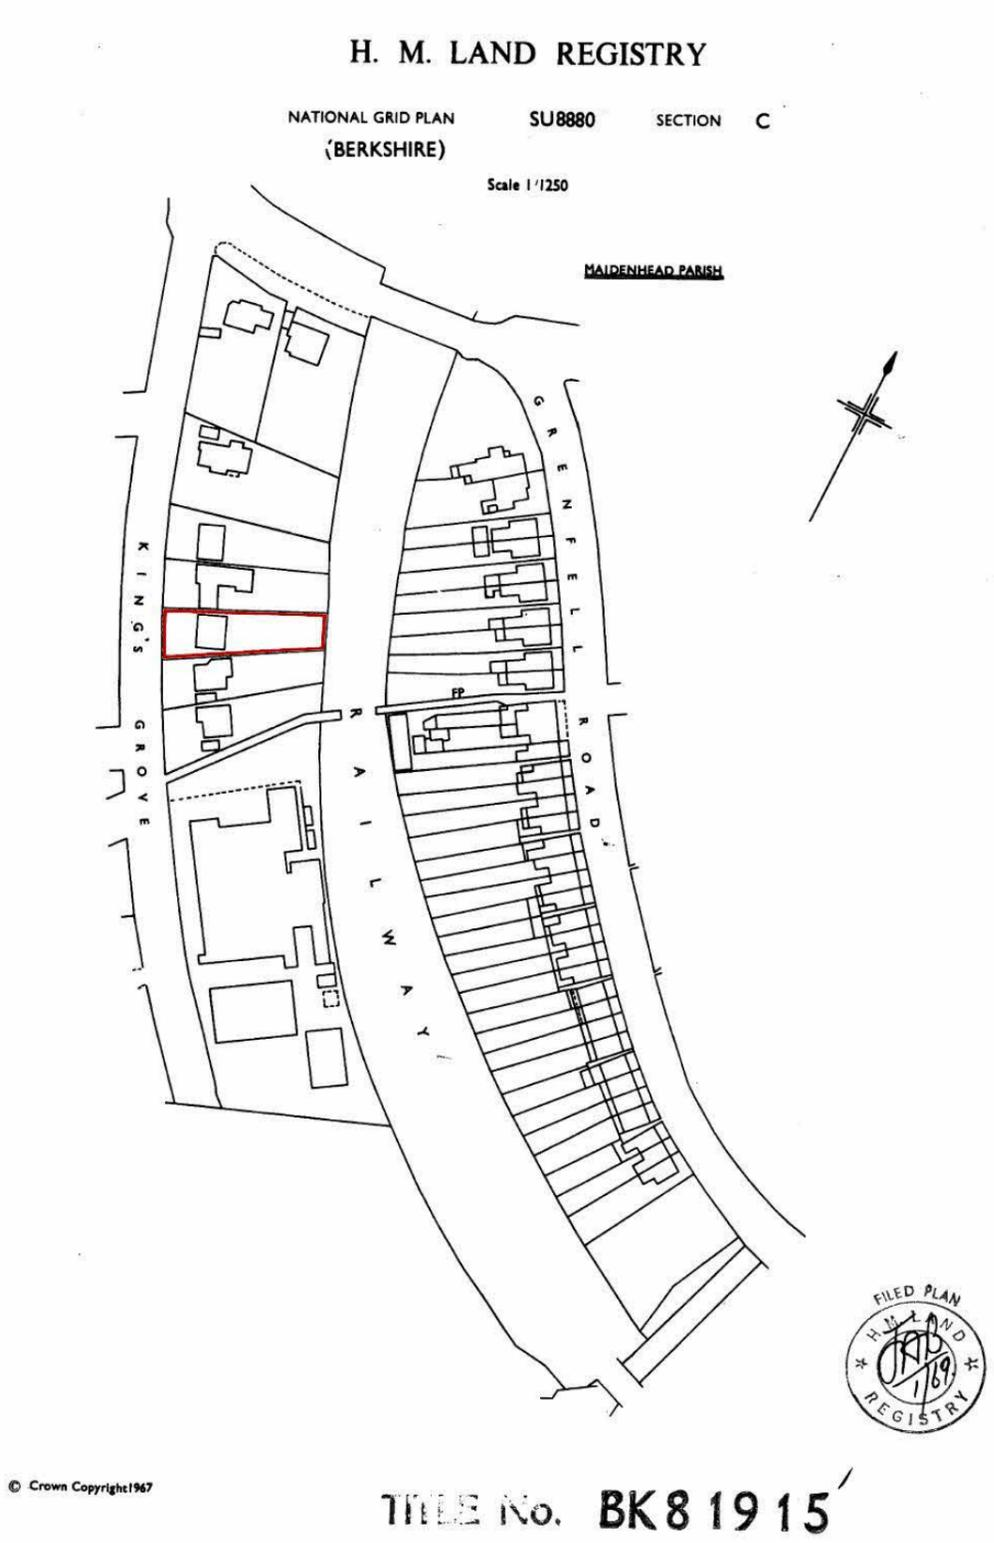 H. M. LAND REGISTRY
NATIONAL GRID PLAN SU8880 SECTION C
(BERKSHIRE)
Scale 1/1250
MAIDENHEAD PARISH
GRENFELL ROAD
KING'S GROVE
FP
RAILWAY
FILED PLAN
H.M. LAND
1/69
REGISTRY
© Crown Copyright 1967
TITLE No. BK81915